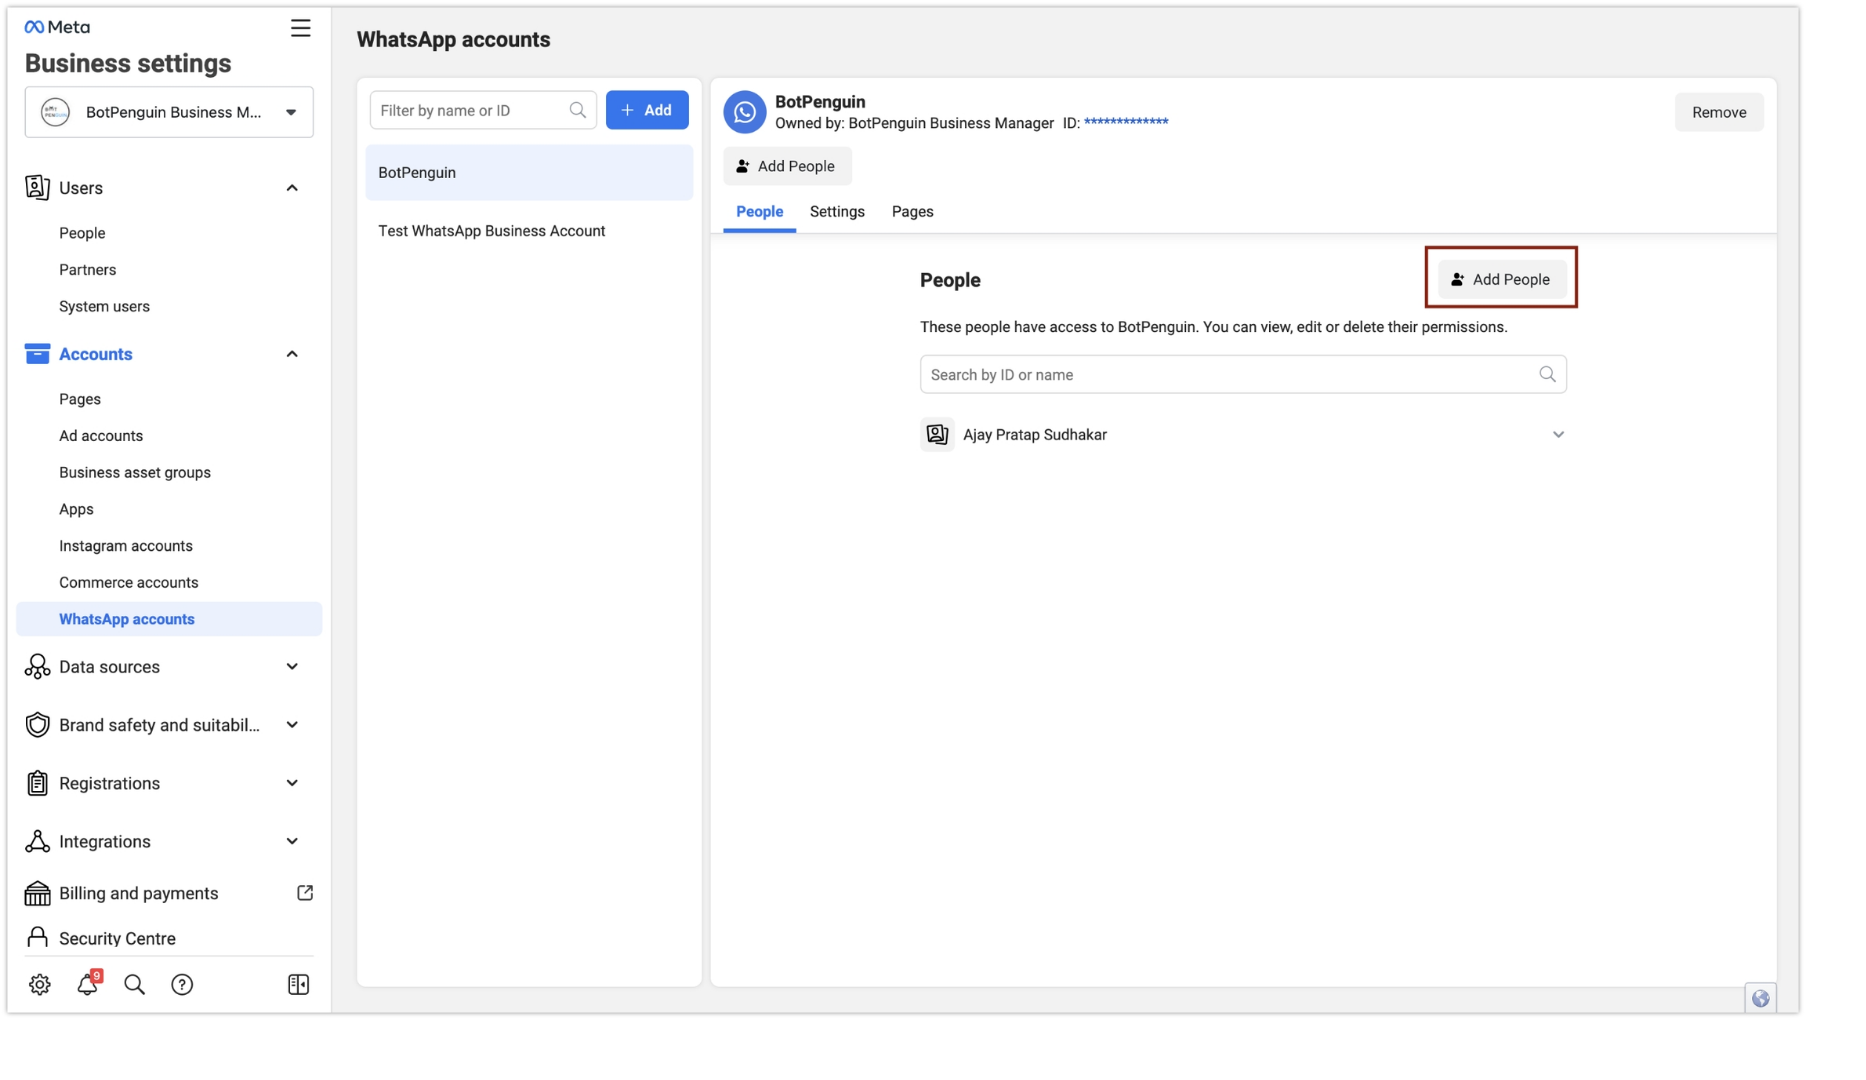 Meta
Business settings
BotPenguin Business M...
Users
People
Partners
System users
Accounts
Pages
Ad accounts
Business asset groups
Apps
Instagram accounts
Commerce accounts
WhatsApp accounts
Data sources
Brand safety and suitabil...
Registrations
Integrations
Billing and payments
Security Centre
9
WhatsApp accounts
Filter by name or ID
+ Add
BotPenguin
Test WhatsApp Business Account
BotPenguin
Owned by: BotPenguin Business Manager ID: *************
Remove
Add People
People Settings Pages
People
Add People
These people have access to BotPenguin. You can view, edit or delete their permissions.
Search by ID or name
Ajay Pratap Sudhakar